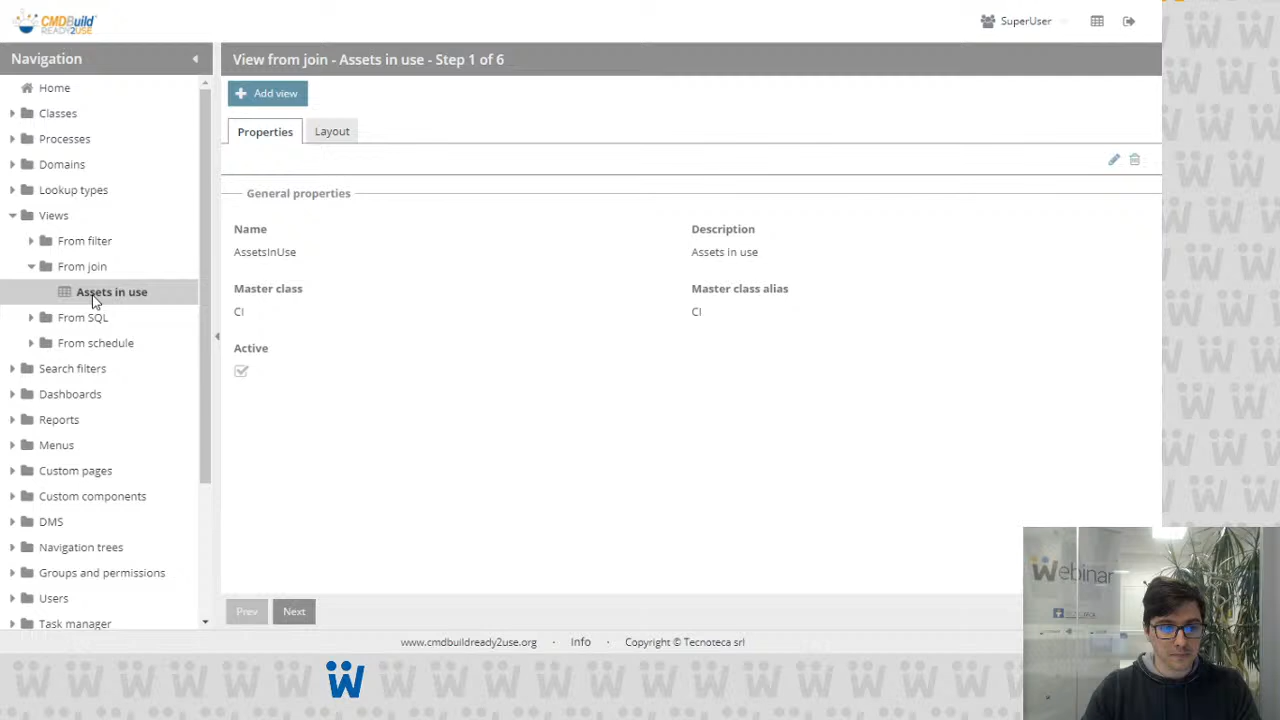 CMDBuild
READY2USE
SuperUser
Navigation
View from join - Assets in use - Step 1 of 6
Home
Add view
Classes
Properties
Layout
Processes
Domains
Lookup types
General properties
Views
Name
Description
From filter
AssetsInUse
Assets in use
From join
Master class
Master class alias
Assets in use
CI
CI
From SQL
From schedule
Active
Search filters
Dashboards
Reports
Menus
Custom pages
Custom components
DMS
Navigation trees
Groups and permissions
Users
Prev
Next
Task manager
www.cmdbuildready2use.org · Info · Copyright © Tecnoteca srl
Webinar